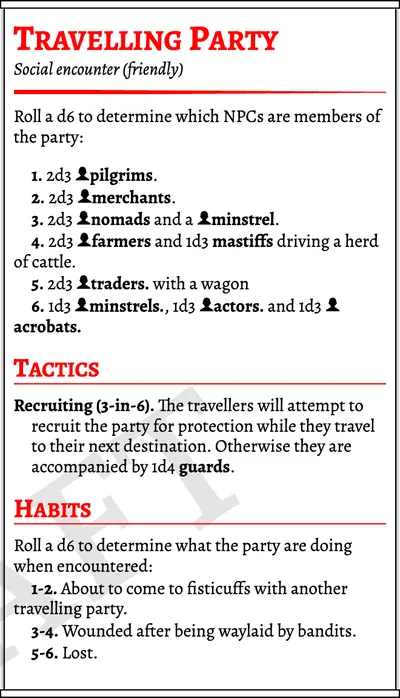 Travelling Party
Social encounter (friendly)
Roll a d6 to determine which NPCs are members of
the party:
1. 2d3 pilgrims.
2. 2d3 merchants.
3. 2d3 nomads and a minstrel.
4. 2d3 farmers and 1d3 mastiffs driving a herd
of cattle.
5. 2d3 traders. with a wagon
6. 1d3 minstrels., 1d3 actors. and 1d3
acrobats.
Tactics
Recruiting (3-in-6). The travellers will attempt to
recruit the party for protection while they travel
to their next destination. Otherwise they are
accompanied by 1d4 guards.
Habits
Roll a d6 to determine what the party are doing
when encountered:
1-2. About to come to fisticuffs with another
travelling party.
3-4. Wounded after being waylaid by bandits.
5-6. Lost.
AFT